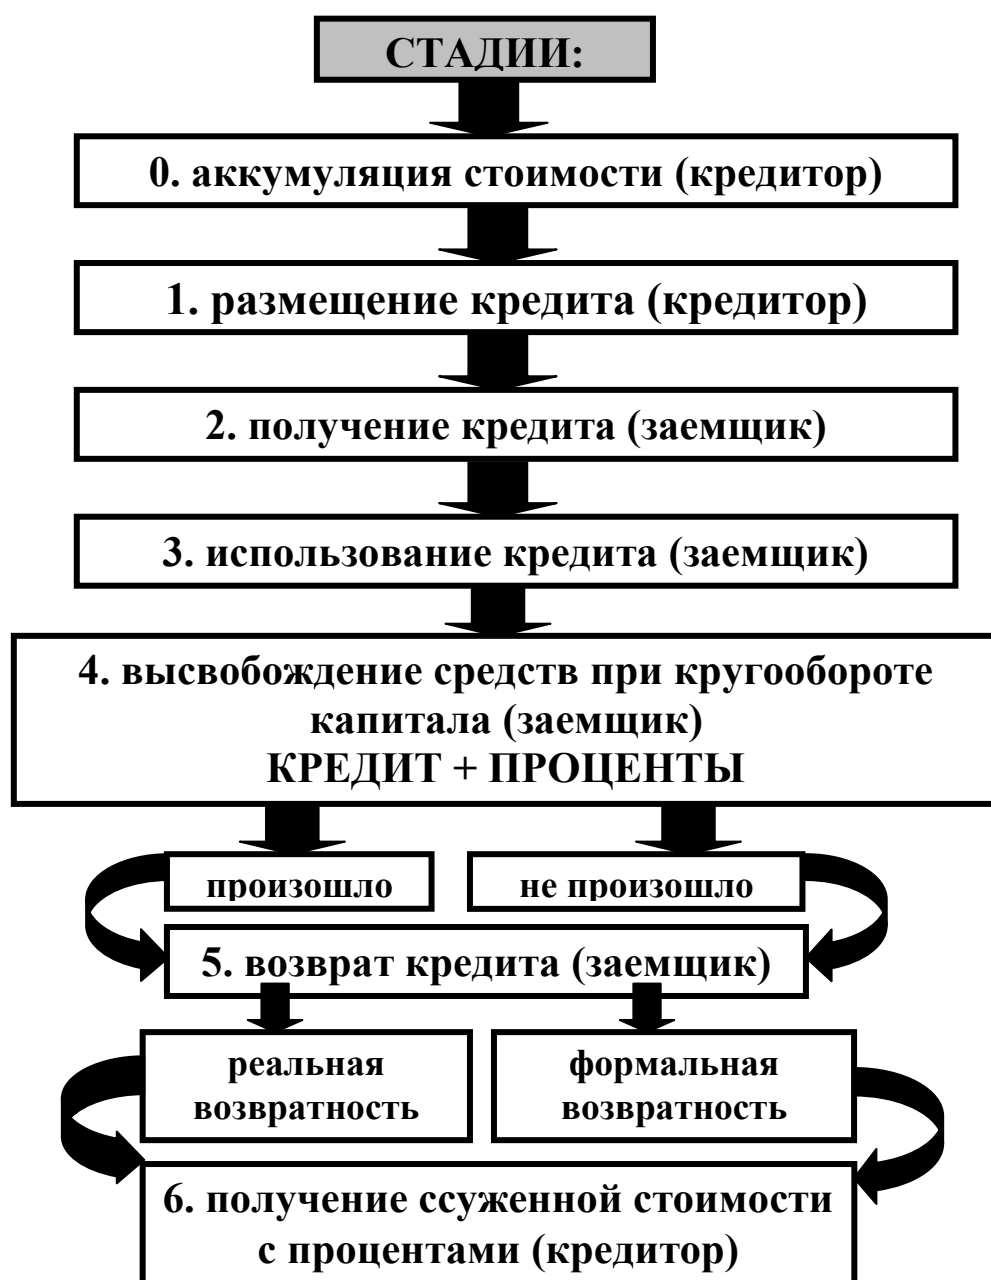 СТАДИИ:
0. аккумуляция стоимости (кредитор)
1. размещение кредита (кредитор)
2. получение кредита (заемщик)
3. использование кредита (заемщик)
4. высвобождение средств при кругообороте
капитала (заемщик)
КРЕДИТ + ПРОЦЕНТЫ
произошло
не произошло
5. возврат кредита (заемщик)
реальная
возвратность
формальная
возвратность
6. получение ссуженной стоимости
с процентами (кредитор)